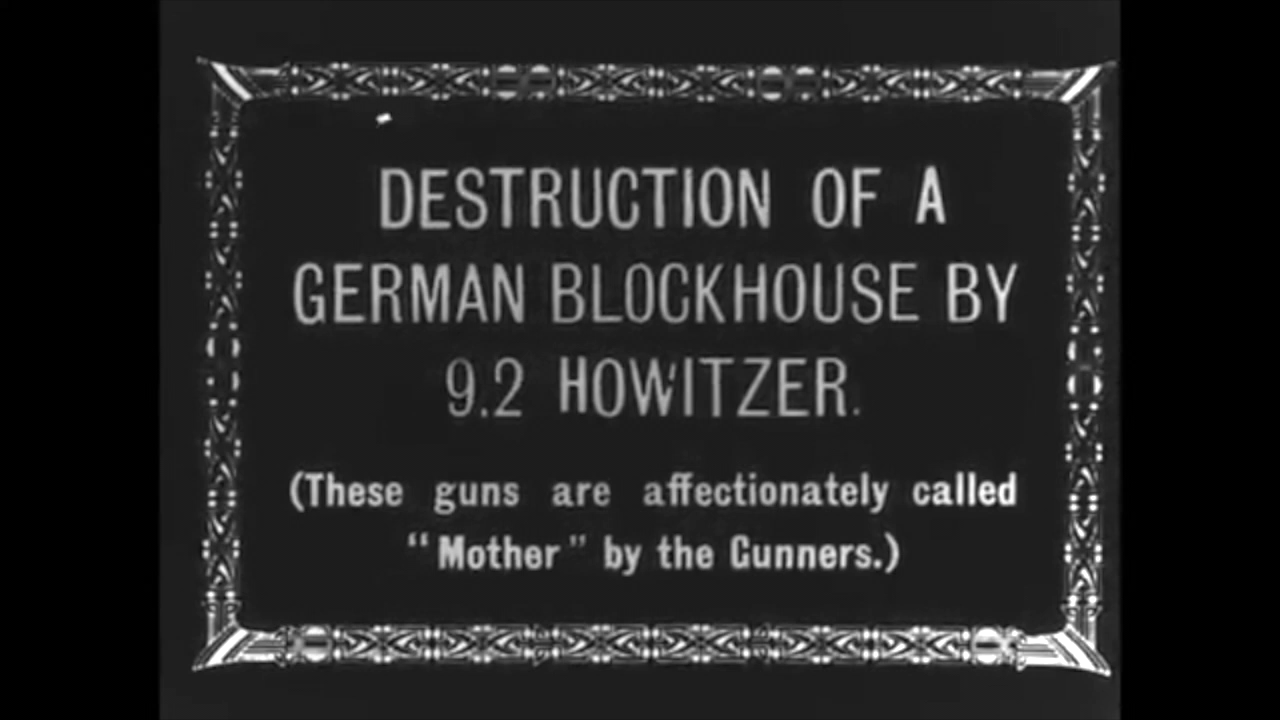 DESTRUCTION OF A
GERMAN BLOCKHOUSE BY
9.2 HOWITZER.
(These guns are affectionately called
"Mother" by the Gunners.)